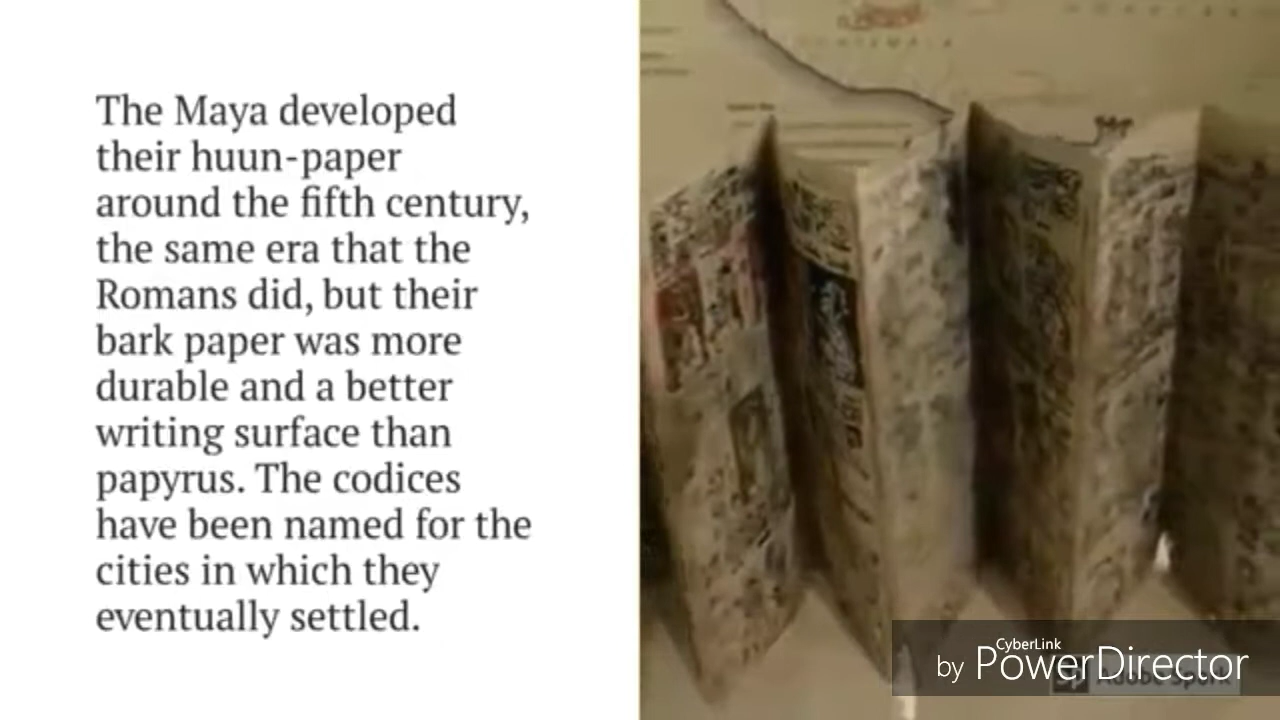 The Maya developed
their huun-paper
around the fifth century,
the same era that the
Romans did, but their
bark paper was more
durable and a better
writing surface than
papyrus. The codices
have been named for the
cities in which they
eventually settled.
CyberLink
by PowerDirector
Adobe Spark